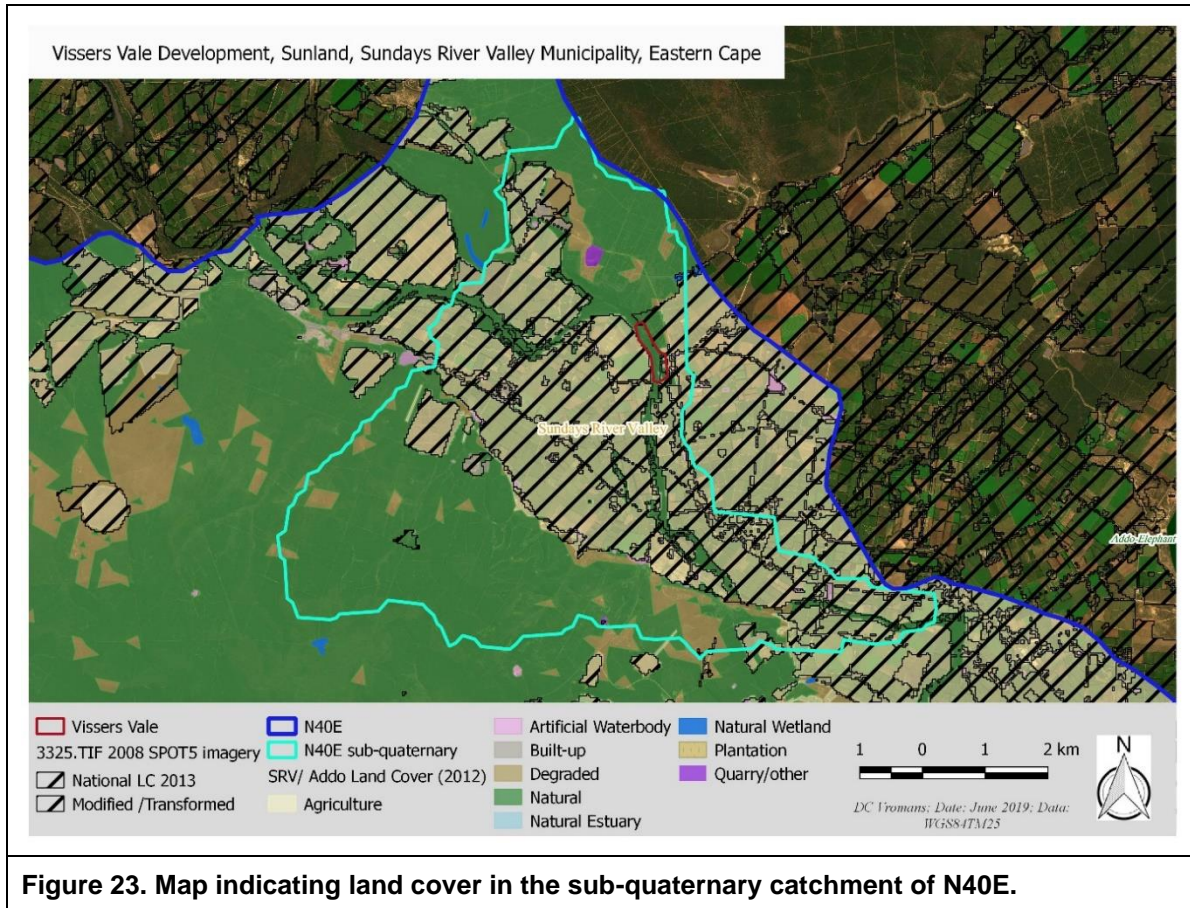 Vissers Vale Development, Sunland, Sundays River Valley Municipality, Eastern Cape
Sundays River Valley
Addo-Elephant
Vissers Vale
3325.TIF 2008 SPOT5 imagery
National LC 2013
Modified /Transformed
N40E
N40E sub-quaternary
SRV/ Addo Land Cover (2012)
Agriculture
Artificial Waterbody
Built-up
Degraded
Natural
Natural Estuary
Natural Wetland
Plantation
Quarry/other
1 0 1 2 km
N
DC Vromans; Date: June 2019; Data:
WGS84TM25
Figure 23. Map indicating land cover in the sub-quaternary catchment of N40E.